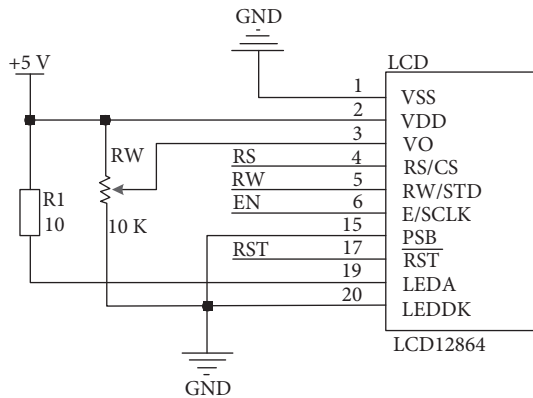 GND
LCD
+5 V
1 VSS
2 VDD
3 VO
RW
RS 4 RS/CS
RW 5 RW/STD
R1
10
10 K
EN 6 E/SCLK
15 PSB
RST 17 RST
19 LEDA
20 LEDDK
LCD12864
GND